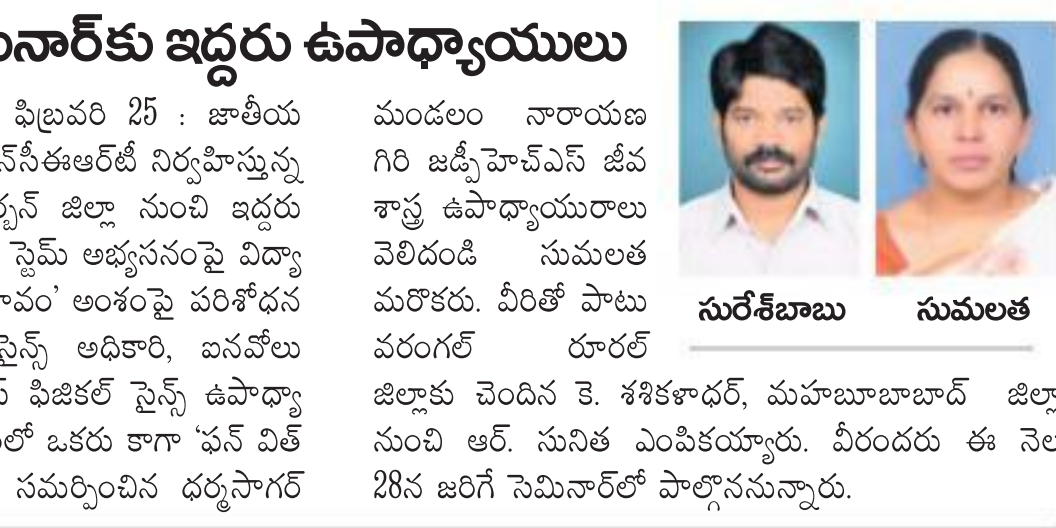 ఇద్దరు ఉపాధ్యాయులు
ఫిబ్రవరి 25 : జాతీయ
నిర్వహిస్తున్న
జిల్లా నుంచి ఇద్దరు
స్టెమ్ అభ్యసనంపై విద్యా
అంశంపై పరిశోధన
సైన్స్ అధికారి, ఐనవోలు
ఫిజికల్ సైన్స్ ఉపాధ్యా
ఒకరు కాగా ‘ఫన్ విత్
సమర్పించిన ధర్మసాగర్
మండలం నారాయణ
గిరి జడ్పీహెచ్ఎస్ జీవ
శాస్త్ర ఉపాధ్యాయురాలు
వెలిదండి సుమలత
మరొకరు. వీరితో పాటు
వరంగల్ రూరల్
జిల్లాకు చెందిన కె. శశికళాధర్, మహబూబాబాద్ జిల్లా
నుంచి ఆర్. సునిత ఎంపికయ్యారు. వీరందరు ఈ నెల
28న జరిగే సెమినార్‌లో పాల్గొననున్నారు.
సురేశ్‌బాబు
సుమలత